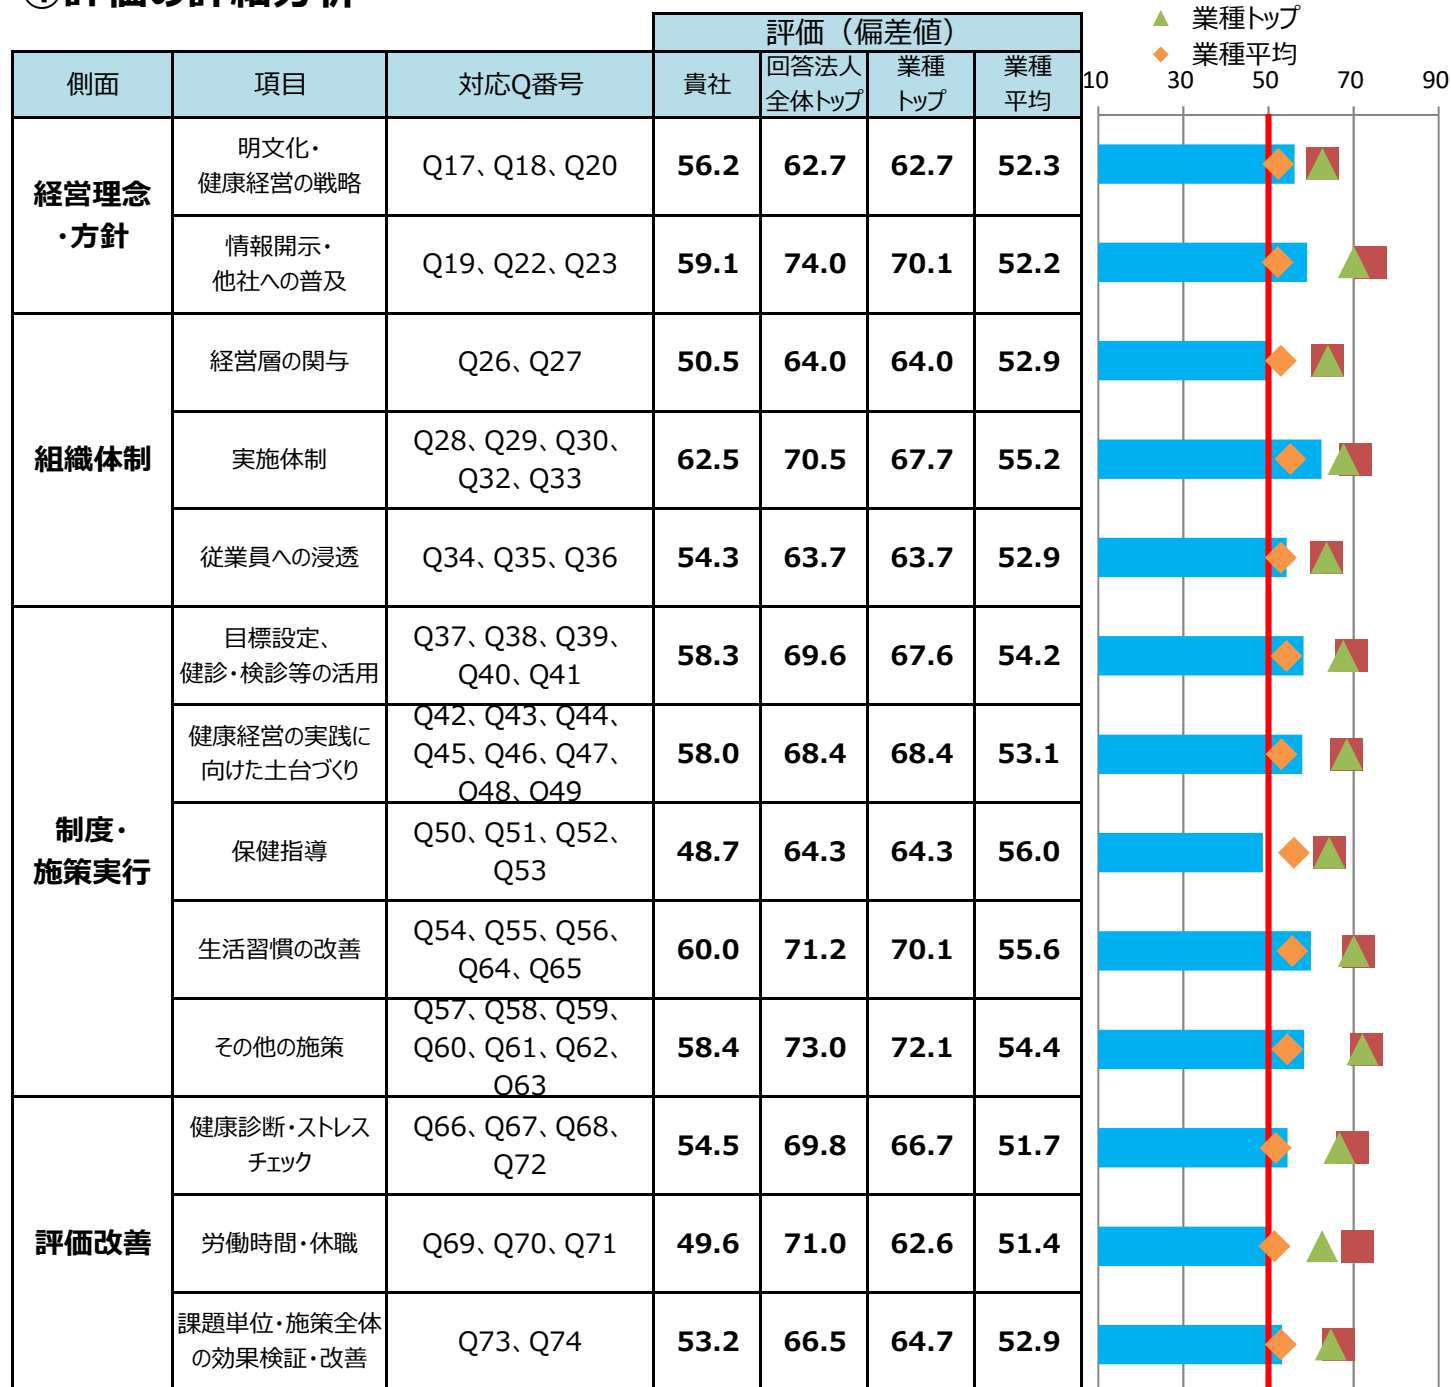 ①評価の詳細分析
▲ 業種トップ
◆ 業種平均
評価（偏差値）
側面 項目 対応Q番号 貴社 回答法人全体トップ 業種トップ 業種平均
10 30 50 70 90
経営理念・方針
明文化・健康経営の戦略 Q17、Q18、Q20 56.2 62.7 62.7 52.3
情報開示・他社への普及 Q19、Q22、Q23 59.1 74.0 70.1 52.2
組織体制
経営層の関与 Q26、Q27 50.5 64.0 64.0 52.9
実施体制 Q28、Q29、Q30、Q32、Q33 62.5 70.5 67.7 55.2
従業員への浸透 Q34、Q35、Q36 54.3 63.7 63.7 52.9
制度・施策実行
目標設定、健診・検診等の活用 Q37、Q38、Q39、Q40、Q41 58.3 69.6 67.6 54.2
健康経営の実践に向けた土台づくり Q42、Q43、Q44、Q45、Q46、Q47、Q48、Q49 58.0 68.4 68.4 53.1
保健指導 Q50、Q51、Q52、Q53 48.7 64.3 64.3 56.0
生活習慣の改善 Q54、Q55、Q56、Q64、Q65 60.0 71.2 70.1 55.6
その他の施策 Q57、Q58、Q59、Q60、Q61、Q62、Q63 58.4 73.0 72.1 54.4
評価改善
健康診断・ストレスチェック Q66、Q67、Q68、Q72 54.5 69.8 66.7 51.7
労働時間・休職 Q69、Q70、Q71 49.6 71.0 62.6 51.4
課題単位・施策全体の効果検証・改善 Q73、Q74 53.2 66.5 64.7 52.9